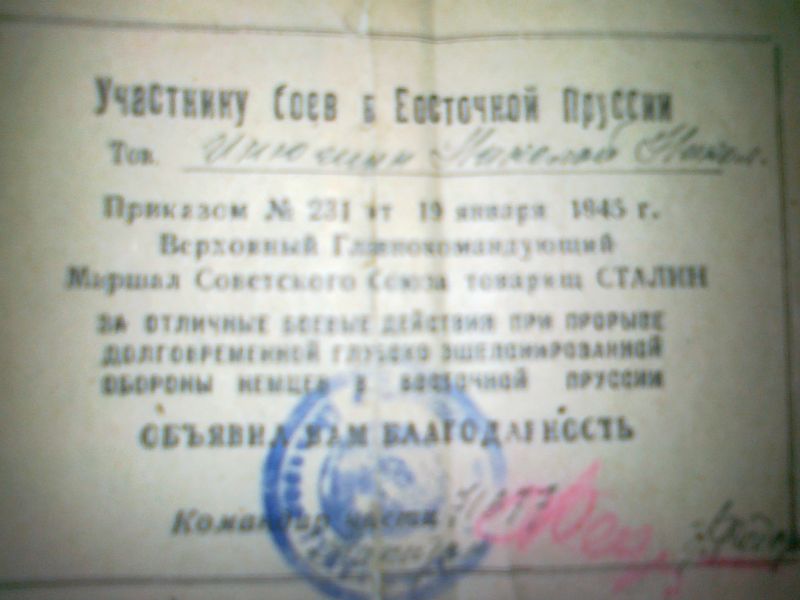 Участнику боев в Восточной Пруссии
Тов.
Приказом № 231 от 19 января 1945 г.
Верховный Главнокомандующий
Маршал Советского Союза товарищ СТАЛИН
ЗА ОТЛИЧНЫЕ БОЕВЫЕ ДЕЙСТВИЯ ПРИ ПРОРЫВЕ
ДОЛГОВРЕМЕННОЙ ГЛУБОКО ЭШЕЛОНИРОВАННОЙ
ОБОРОНЫ НЕМЦЕВ В ВОСТОЧНОЙ ПРУССИИ
ОБЪЯВИЛ ВАМ БЛАГОДАРНОСТЬ
Командир части